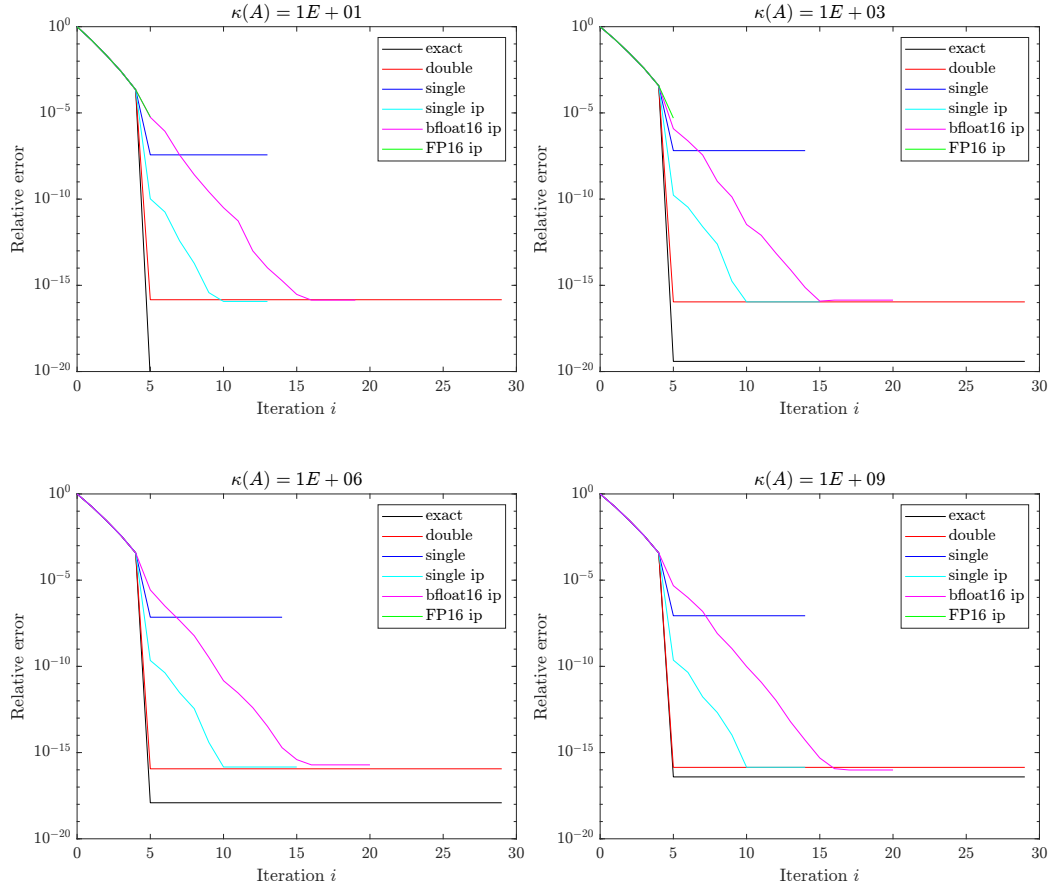 κ(A) = 1E + 01
10^0
10^-5
10^-10
10^-15
10^-20
Relative error
0 5 10 15 20 25 30
Iteration i
exact
double
single
single ip
bfloat16 ip
FP16 ip
κ(A) = 1E + 03
10^0
10^-5
10^-10
10^-15
10^-20
Relative error
0 5 10 15 20 25 30
Iteration i
exact
double
single
single ip
bfloat16 ip
FP16 ip
κ(A) = 1E + 06
10^0
10^-5
10^-10
10^-15
10^-20
Relative error
0 5 10 15 20 25 30
Iteration i
exact
double
single
single ip
bfloat16 ip
FP16 ip
κ(A) = 1E + 09
10^0
10^-5
10^-10
10^-15
10^-20
Relative error
0 5 10 15 20 25 30
Iteration i
exact
double
single
single ip
bfloat16 ip
FP16 ip